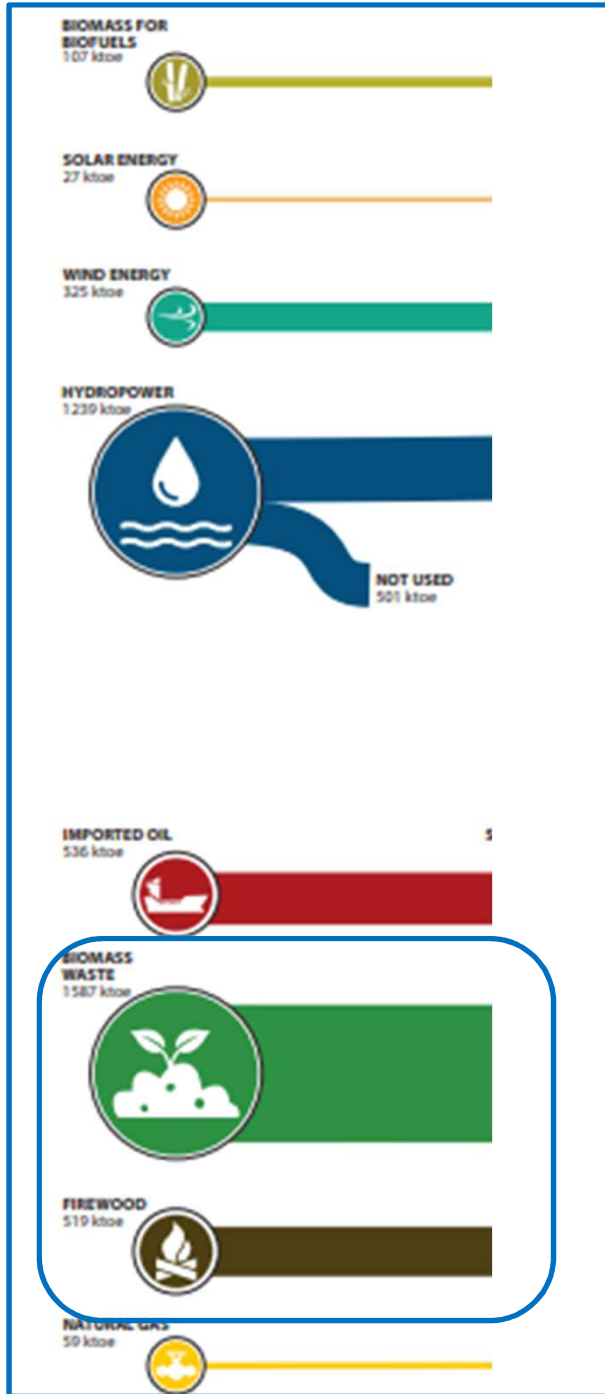 BIOMASS FOR
BIOFUELS
107 ktoe
SOLAR ENERGY
27 ktoe
WIND ENERGY
325 ktoe
HYDROPOWER
1239 ktoe
NOT USED
501 ktoe
IMPORTED OIL
S
536 ktoe
BIOMASS
WASTE
1587 ktoe
FIREWOOD
519 ktoe
NATURAL GAS
59 ktoe